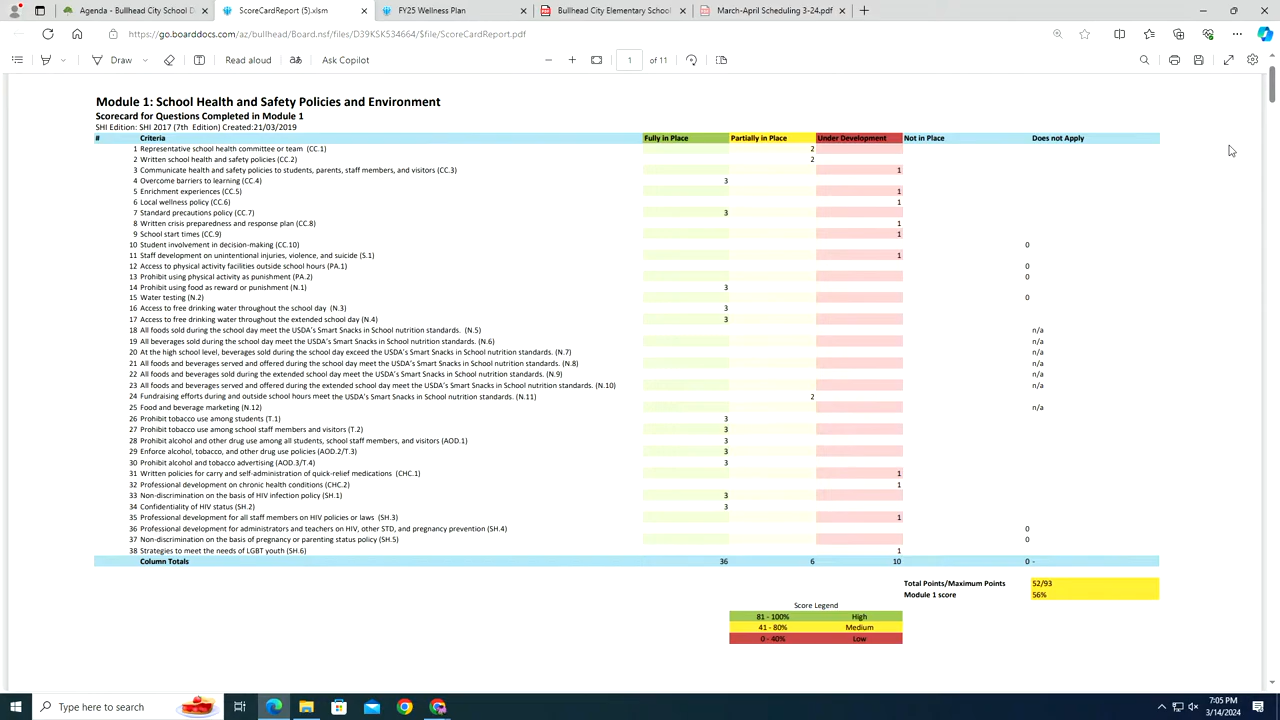 Agenda - Bullhead City School D
ScoreCardReport (5).xlsm
FY25 Wellness Plan
Bullhead City Elementary School
March-April Scheduling 3-24.pdf
https://go.boarddocs.com/az/bullhead/Board.nsf/files/D39KSK534664/$file/ScoreCardReport.pdf
Draw Read aloud Ask Copilot 1 of 11
Module 1: School Health and Safety Policies and Environment
Scorecard for Questions Completed in Module 1
SHI Edition: SHI 2017 (7th Edition) Created:21/03/2019
# Criteria Fully in Place Partially in Place Under Development Not in Place Does not Apply
1 Representative school health committee or team (CC.1) 2
2 Written school health and safety policies (CC.2) 2
3 Communicate health and safety policies to students, parents, staff members, and visitors (CC.3) 1
4 Overcome barriers to learning (CC.4) 3
5 Enrichment experiences (CC.5) 1
6 Local wellness policy (CC.6) 1
7 Standard precautions policy (CC.7) 3
8 Written crisis preparedness and response plan (CC.8) 1
9 School start times (CC.9) 1
10 Student involvement in decision-making (CC.10) 0
11 Staff development on unintentional injuries, violence, and suicide (S.1) 1
12 Access to physical activity facilities outside school hours (PA.1) 0
13 Prohibit using physical activity as punishment (PA.2) 0
14 Prohibit using food as reward or punishment (N.1) 3
15 Water testing (N.2) 0
16 Access to free drinking water throughout the school day (N.3) 3
17 Access to free drinking water throughout the extended school day (N.4) 3
18 All foods sold during the school day meet the USDA's Smart Snacks in School nutrition standards. (N.5) n/a
19 All beverages sold during the school day meet the USDA's Smart Snacks in School nutrition standards. (N.6) n/a
20 At the high school level, beverages sold during the school day exceed the USDA's Smart Snacks in School nutrition standards. (N.7) n/a
21 All foods and beverages served and offered during the school day meet the USDA's Smart Snacks in School nutrition standards. (N.8) n/a
22 All foods and beverages sold during the extended school day meet the USDA's Smart Snacks in School nutrition standards. (N.9) n/a
23 All foods and beverages served and offered during the extended school day meet the USDA's Smart Snacks in School nutrition standards. (N.10) n/a
24 Fundraising efforts during and outside school hours meet the USDA's Smart Snacks in School nutrition standards. (N.11) 2
25 Food and beverage marketing (N.12) n/a
26 Prohibit tobacco use among students (T.1) 3
27 Prohibit tobacco use among school staff members and visitors (T.2) 3
28 Prohibit alcohol and other drug use among all students, school staff members, and visitors (AOD.1) 3
29 Enforce alcohol, tobacco, and other drug use policies (AOD.2/T.3) 3
30 Prohibit alcohol and tobacco advertising (AOD.3/T.4) 3
31 Written policies for carry and self-administration of quick-relief medications (CHC.1) 1
32 Professional development on chronic health conditions (CHC.2) 1
33 Non-discrimination on the basis of HIV infection policy (SH.1) 3
34 Confidentiality of HIV status (SH.2) 3
35 Professional development for all staff members on HIV policies or laws (SH.3) 1
36 Professional development for administrators and teachers on HIV, other STD, and pregnancy prevention (SH.4) 0
37 Non-discrimination on the basis of pregnancy or parenting status policy (SH.5) 0
38 Strategies to meet the needs of LGBT youth (SH.6) 1
Column Totals 36 6 10 0 -
Total Points/Maximum Points 52/93
Module 1 score 56%
Score Legend
81 - 100% High
41 - 80% Medium
0 - 40% Low
Type here to search
7:05 PM
3/14/2024